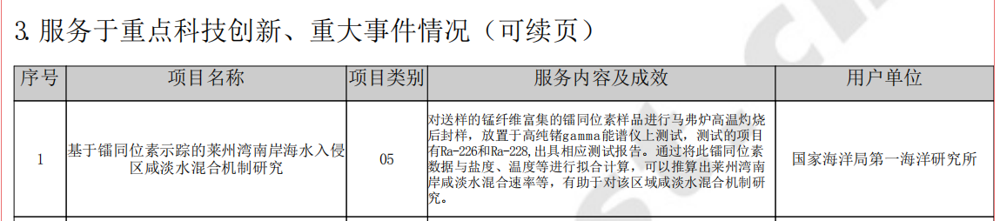 3. 服务于重点科技创新、重大事件情况（可续页）
序号 项目名称 项目类别 服务内容及成效 用户单位
1
基于镭同位素示踪的莱州湾南岸海水入侵
区咸淡水混合机制研究
05
对送样的锰纤维富集的镭同位素样品进行马弗炉高温灼烧
后封样，放置于高纯锗gamma能谱仪上测试，测试的项目
有Ra-226和Ra-228,出具相应测试报告。通过将此镭同位素
数据与盐度、温度等进行拟合计算，可以推算出莱州湾南
岸咸淡水混合速率等，有助于对该区域咸淡水混合机制研
究。
国家海洋局第一海洋研究所